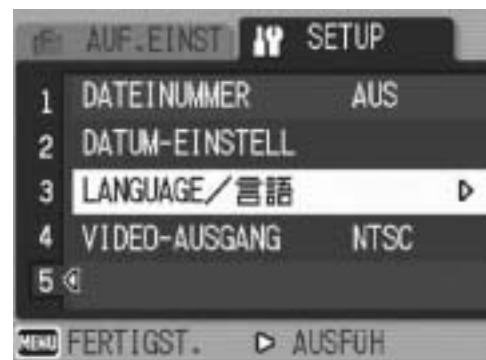 AUF.EINST SETUP
1 DATEINUMMER AUS
2 DATUM-EINSTELL
3 LANGUAGE/言語
4 VIDEO-AUSGANG NTSC
5
MENU FERTIGST. AUSFÜH